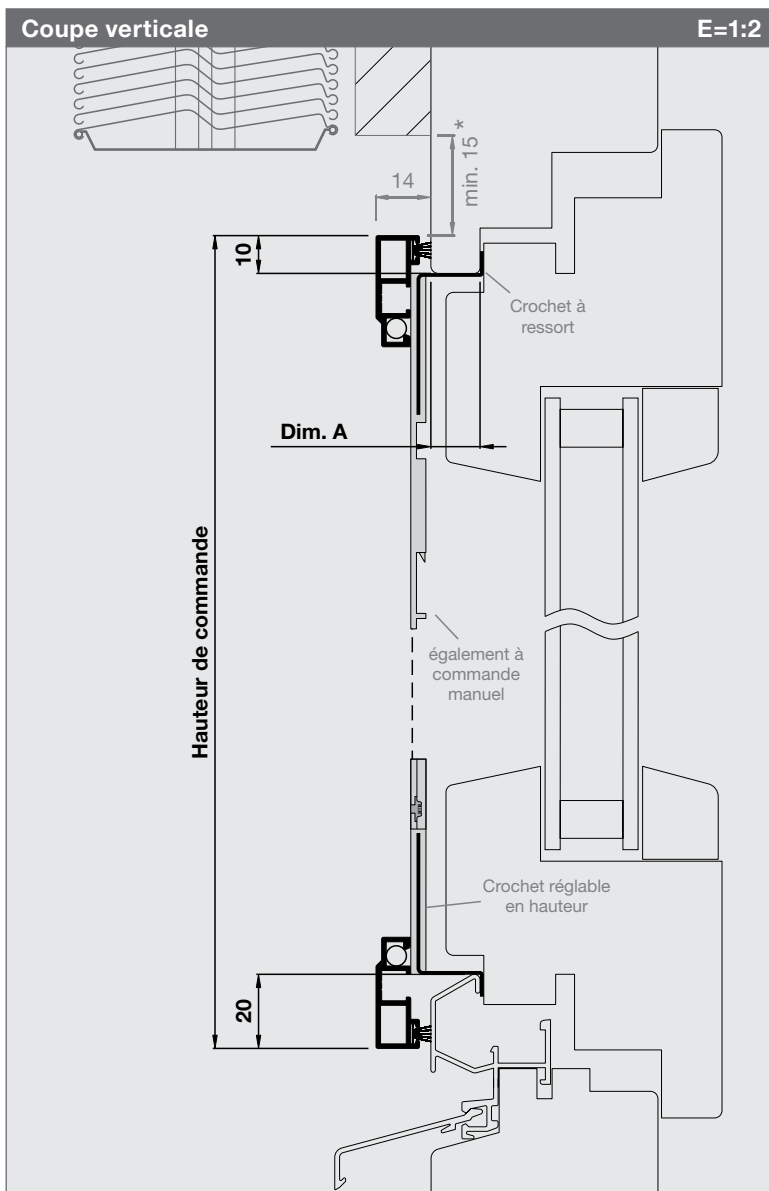 Coupe verticale E=1:2
min. 15*
14
10
Crochet à
ressort
Dim. A
Hauteur de commande
également à
commande
manuel
Crochet réglable
en hauteur
20